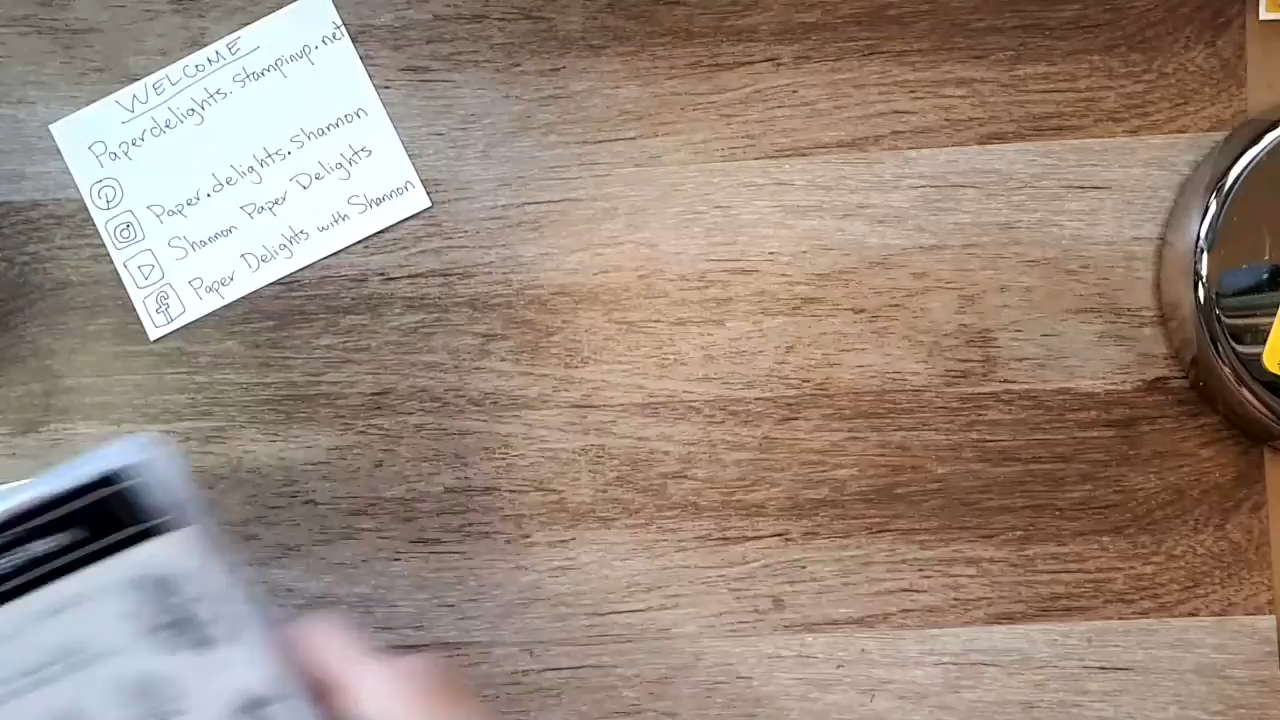 WELCOME
Paperdelights.stampinup.net
Paper.delights.shannon
Shannon Paper Delights
Paper Delights with Shannon